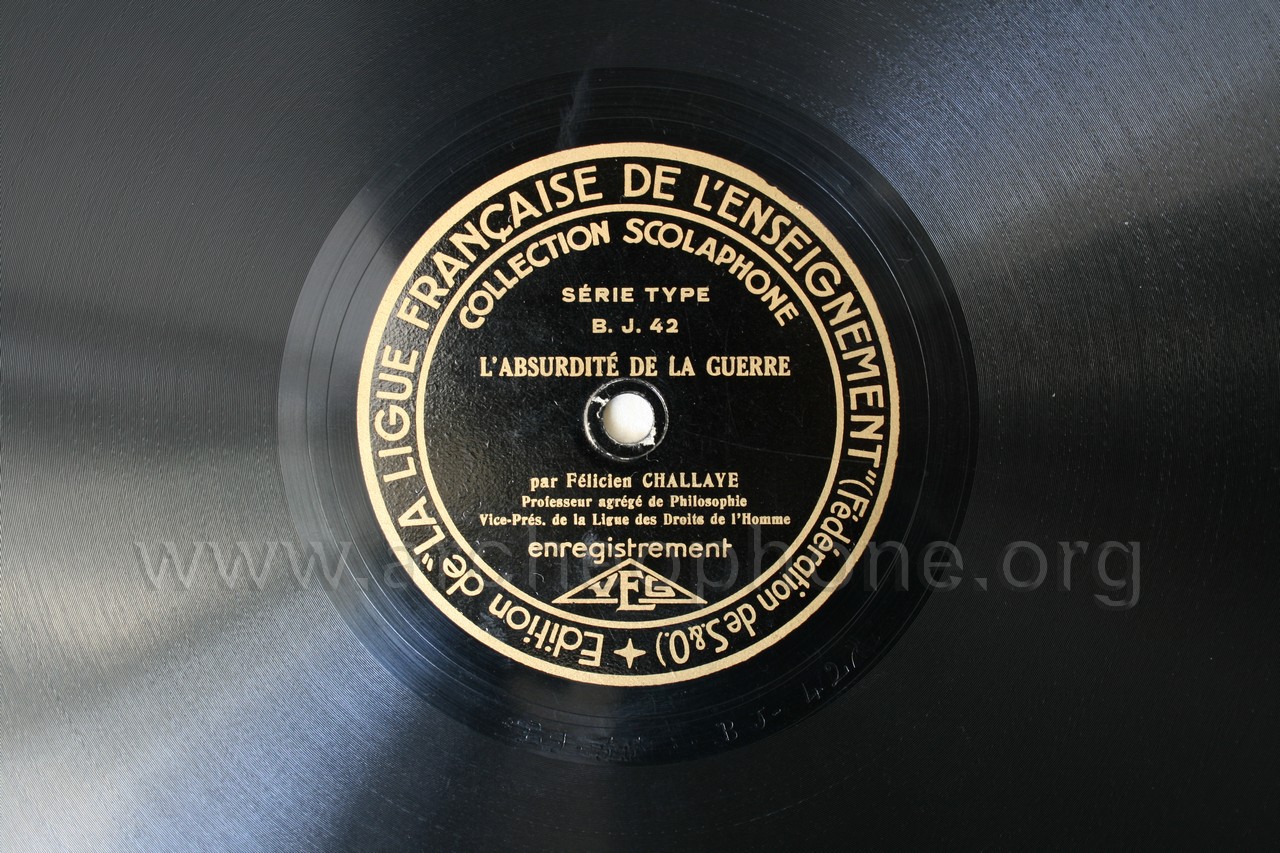 Edition de "LA LIGUE FRANÇAISE DE L'ENSEIGNEMENT" (Fédération de S.&O.)
COLLECTION SCOLAPHONE
SÉRIE TYPE
B. J. 42
L'ABSURDITÉ DE LA GUERRE
par Félicien CHALLAYE
Professeur agrégé de Philosophie
Vice-Prés. de la Ligue des Droits de l'Homme
enregistrement
VEG
www.archeophone.org